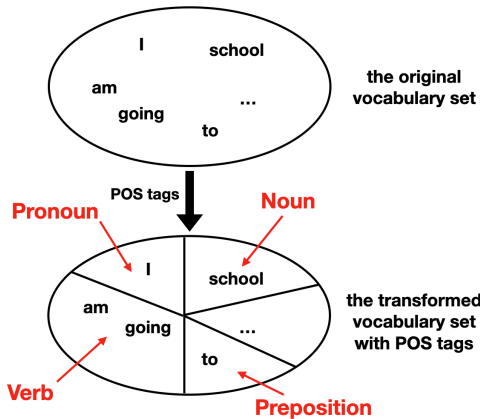 I
school
am
going
...
to
the original
vocabulary set
POS tags
Pronoun
Noun
I
school
am
going
...
to
the transformed
vocabulary set
with POS tags
Verb
Preposition